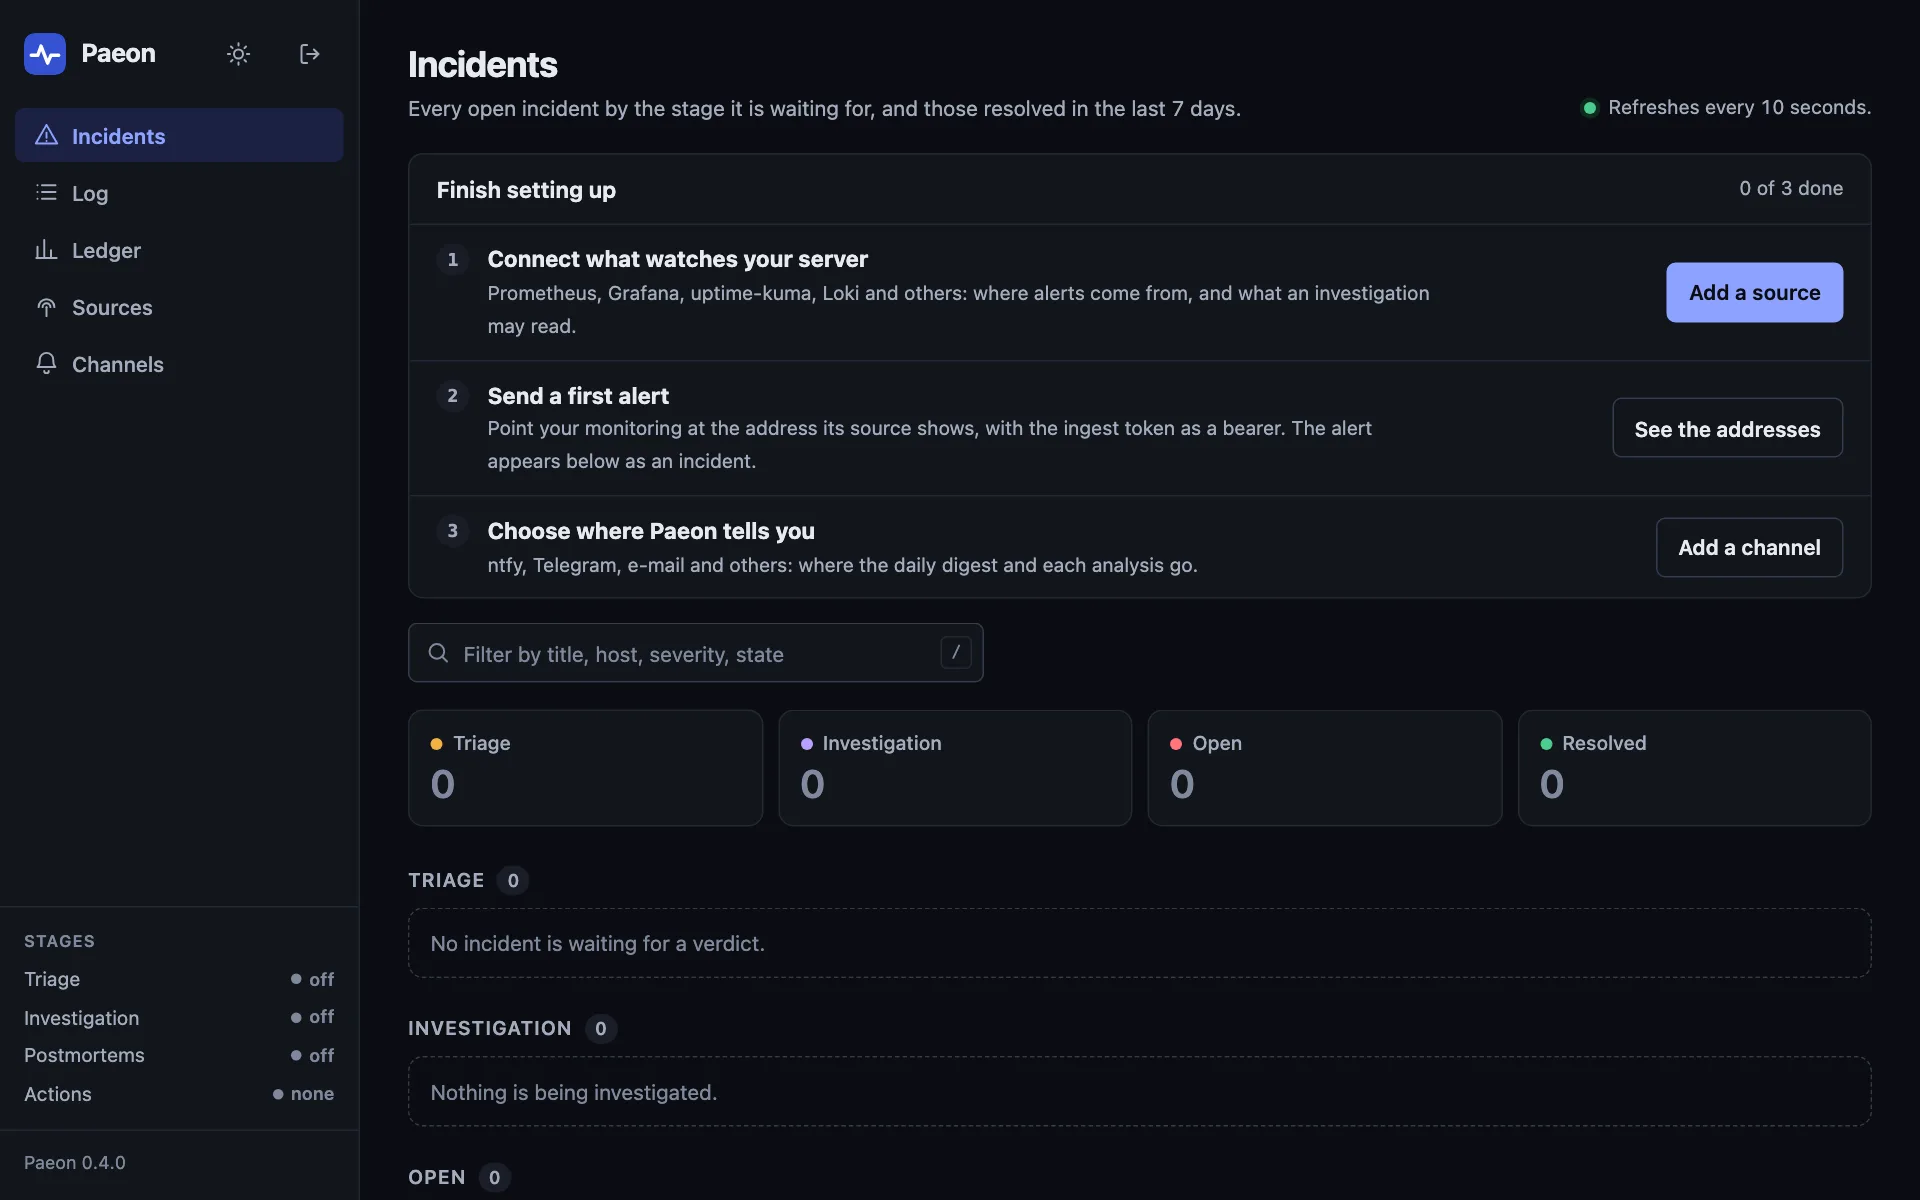 Paeon
Incidents
Log
Ledger
Sources
Channels
STAGES
Triage off
Investigation off
Postmortems off
Actions none
Paeon 0.4.0
Incidents
Every open incident by the stage it is waiting for, and those resolved in the last 7 days.
Refreshes every 10 seconds.
Finish setting up
0 of 3 done
1 Connect what watches your server
Prometheus, Grafana, uptime-kuma, Loki and others: where alerts come from, and what an investigation
may read.
Add a source
2 Send a first alert
Point your monitoring at the address its source shows, with the ingest token as a bearer. The alert
appears below as an incident.
See the addresses
3 Choose where Paeon tells you
ntfy, Telegram, e-mail and others: where the daily digest and each analysis go.
Add a channel
Filter by title, host, severity, state /
Triage
0
Investigation
0
Open
0
Resolved
0
TRIAGE 0
No incident is waiting for a verdict.
INVESTIGATION 0
Nothing is being investigated.
OPEN 0